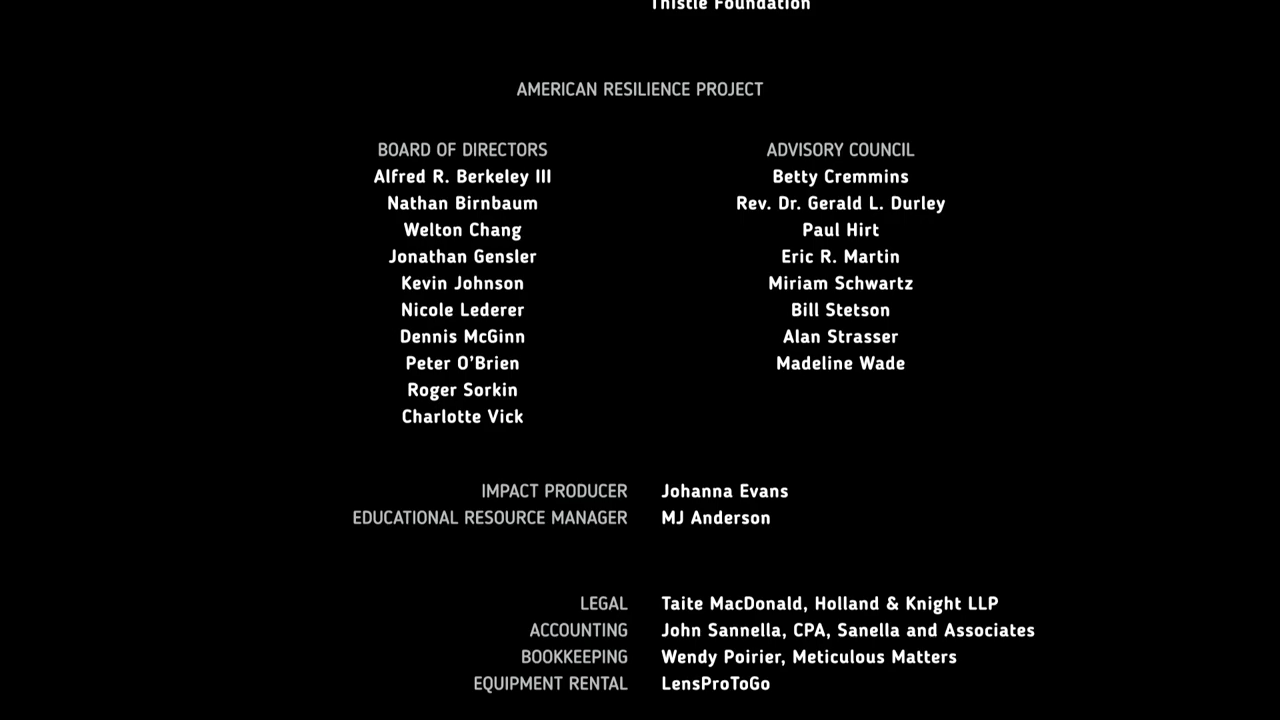 Thistle Foundation
AMERICAN RESILIENCE PROJECT
BOARD OF DIRECTORS
Alfred R. Berkeley III
Nathan Birnbaum
Welton Chang
Jonathan Gensler
Kevin Johnson
Nicole Lederer
Dennis McGinn
Peter O’Brien
Roger Sorkin
Charlotte Vick
ADVISORY COUNCIL
Betty Cremmins
Rev. Dr. Gerald L. Durley
Paul Hirt
Eric R. Martin
Miriam Schwartz
Bill Stetson
Alan Strasser
Madeline Wade
IMPACT PRODUCER Johanna Evans
EDUCATIONAL RESOURCE MANAGER MJ Anderson
LEGAL Taite MacDonald, Holland & Knight LLP
ACCOUNTING John Sannella, CPA, Sanella and Associates
BOOKKEEPING Wendy Poirier, Meticulous Matters
EQUIPMENT RENTAL LensProToGo